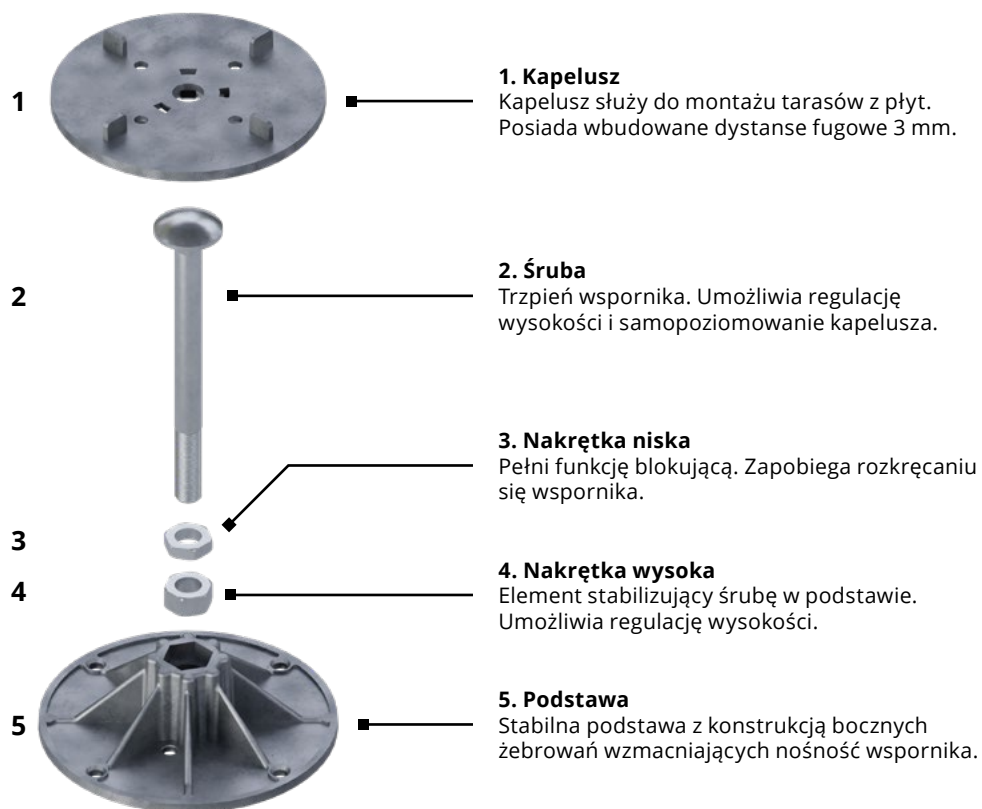 1
1. Kapelusz
Kapelusz służy do montażu tarasów z płyt.
Posiada wbudowane dystanse fugowe 3 mm.
2
2. Śruba
Trzpień wspornika. Umożliwia regulację
wysokości i samopoziomowanie kapelusza.
3. Nakrętka niska
Pełni funkcję blokującą. Zapobiega rozkręcaniu
się wspornika.
3
4
4. Nakrętka wysoka
Element stabilizujący śrubę w podstawie.
Umożliwia regulację wysokości.
5
5. Podstawa
Stabilna podstawa z konstrukcją bocznych
żebrowań wzmacniających nośność wspornika.